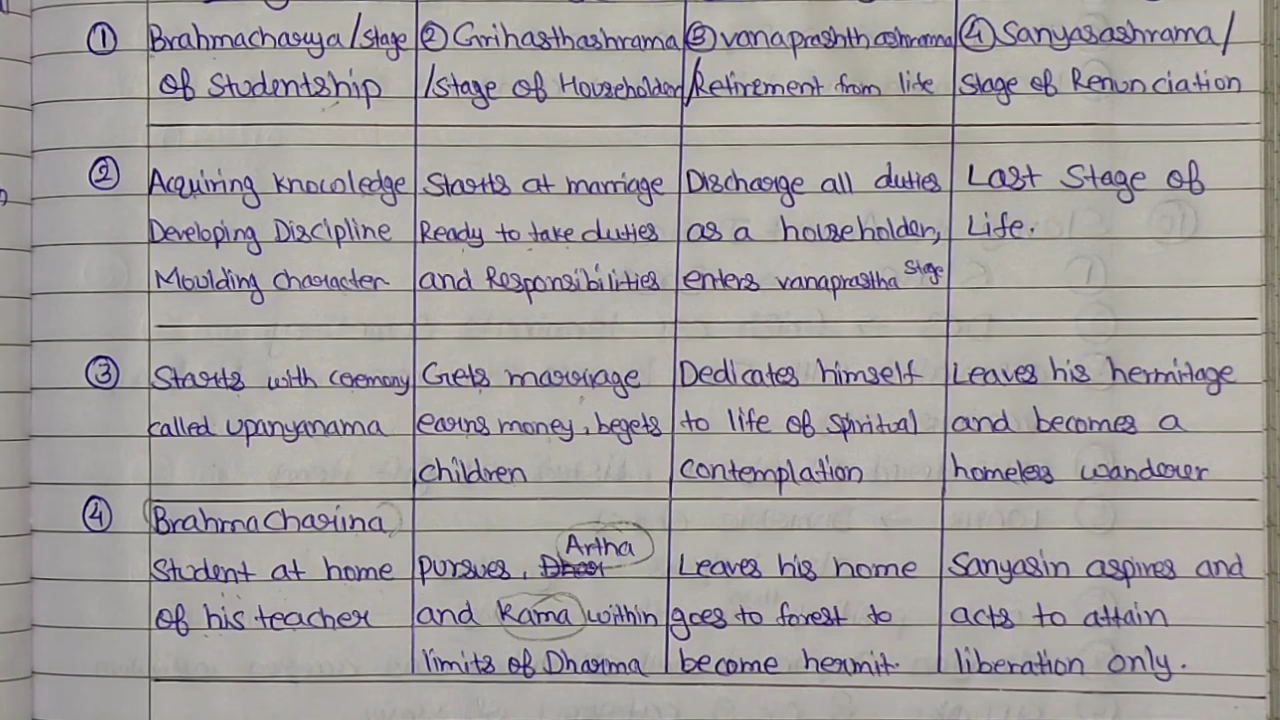 ① Brahmacharya/Stage ② Grihasthashrama ③ vanaprashthashrama ④ Sanyasashrama/
of Studentship /Stage of Householder /Retirement from life Stage of Renunciation
② Acquiring knowledge Starts at marriage Discharge all duties Last Stage of
Developing Discipline Ready to take duties as a householder, Life.
Moulding character and Responsibilities enters vanaprastha Stage
③ Starts with ceremony Gets marriage Dedicates himself Leaves his hermitage
called upanyanama earns money, begets to life of spiritual and becomes a
children contemplation homeless wanderer
④ Brahmacharina
Artha
Student at home pursues, Leaves his home Sanyasin aspires and
of his teacher and Kama within goes to forest to acts to attain
limits of Dharma become hermit. liberation only.